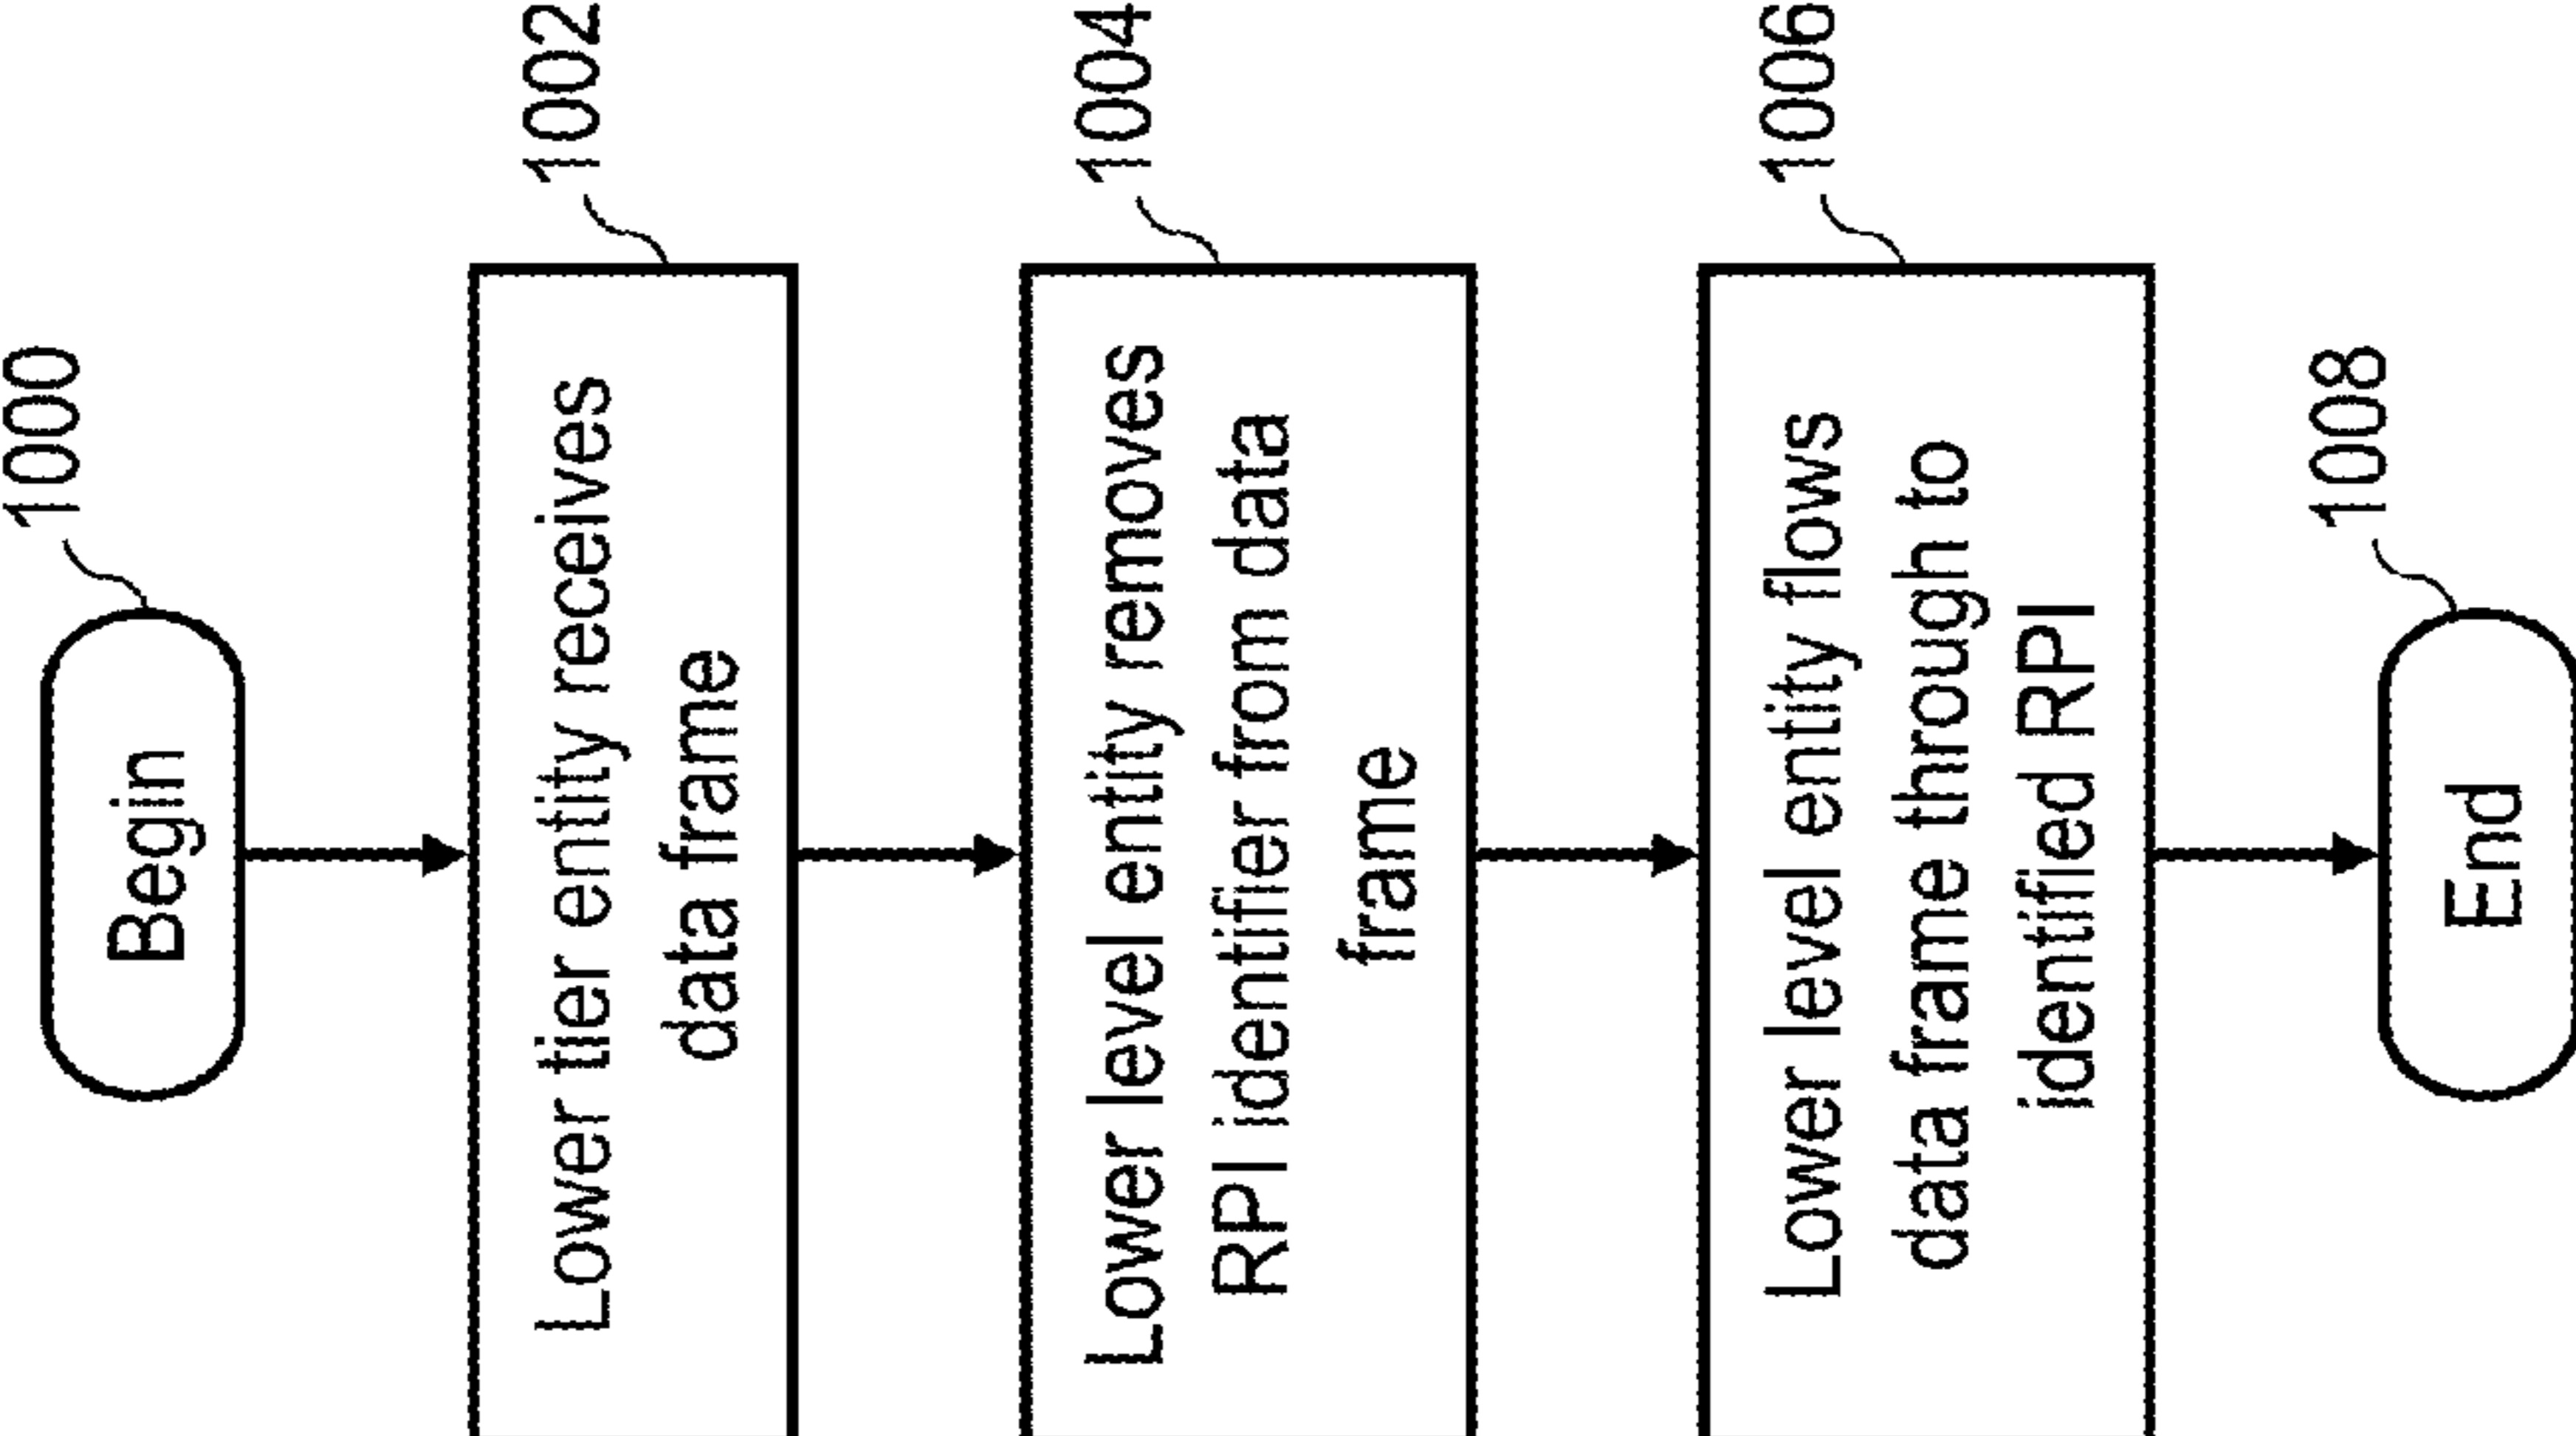 1000
Begin
1002
Lower tier entity receives
data frame
1004
Lower level entity removes
RPI identifier from data
frame
1006
Lower level entity flows
data frame through to
identified RPI
1008
End